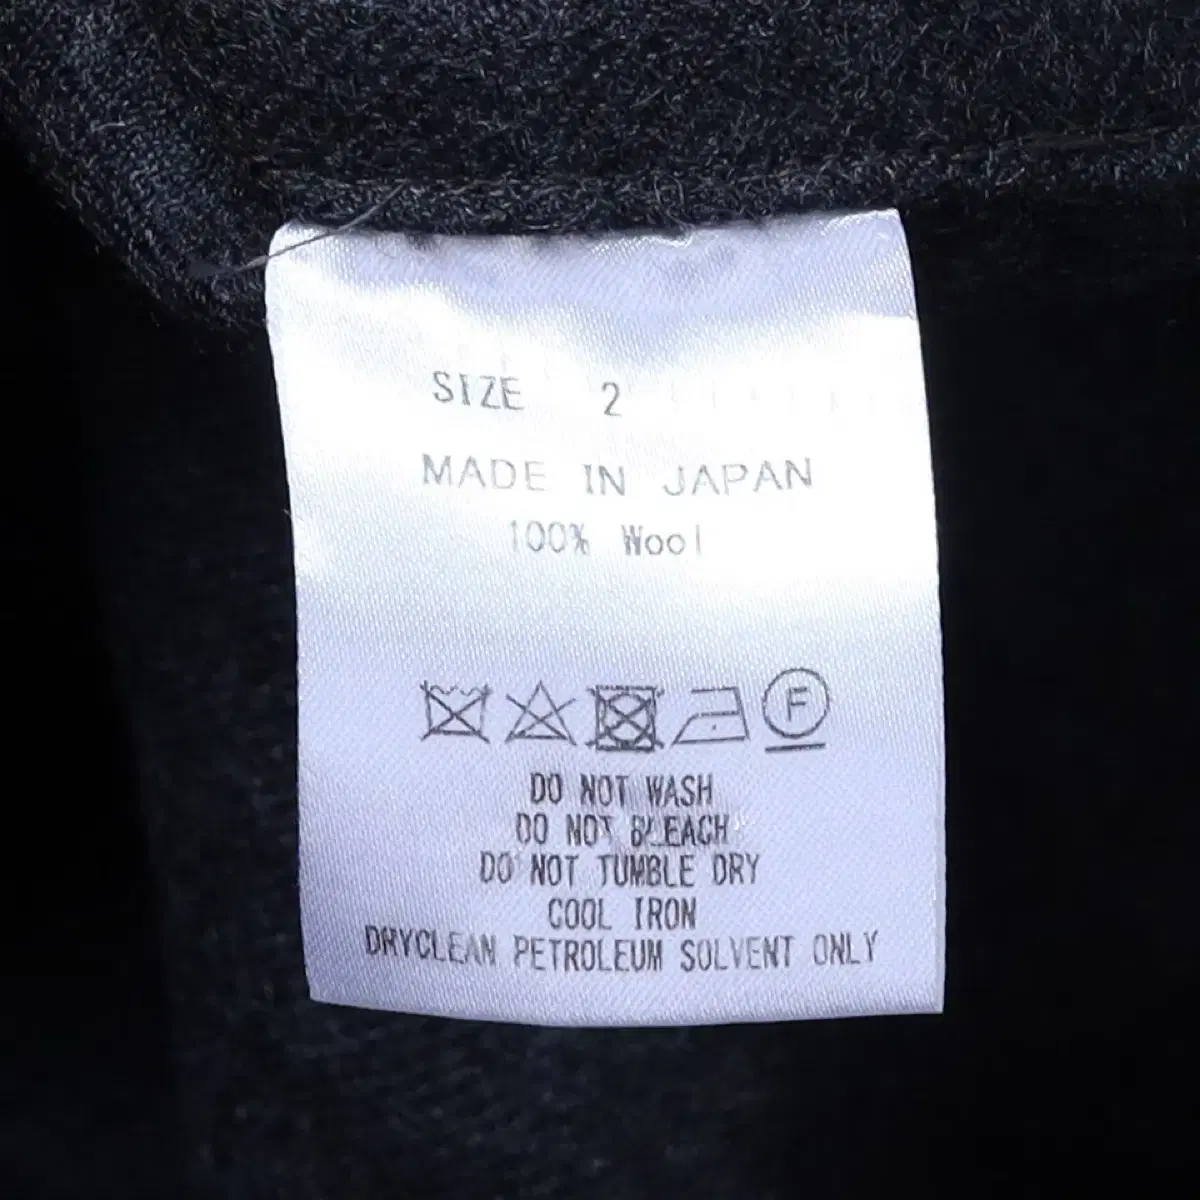 SIZE 2
MADE IN JAPAN
100% Wool
F
DO NOT WASH
DO NOT BLEACH
DO NOT TUMBLE DRY
COOL IRON
DRYCLEAN PETROLEUM SOLVENT ONLY